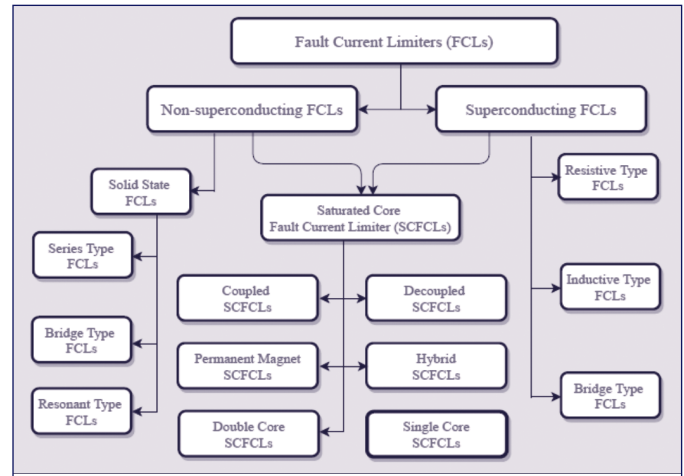 Fault Current Limiters (FCLs)
Non-superconducting FCLs
Superconducting FCLs
Solid State
FCLs
Saturated Core
Fault Current Limiter (SCFCLs)
Resistive Type
FCLs
Series Type
FCLs
Coupled
SCFCLs
Decoupled
SCFCLs
Inductive Type
FCLs
Bridge Type
FCLs
Permanent Magnet
SCFCLs
Hybrid
SCFCLs
Bridge Type
FCLs
Resonant Type
FCLs
Double Core
SCFCLs
Single Core
SCFCLs